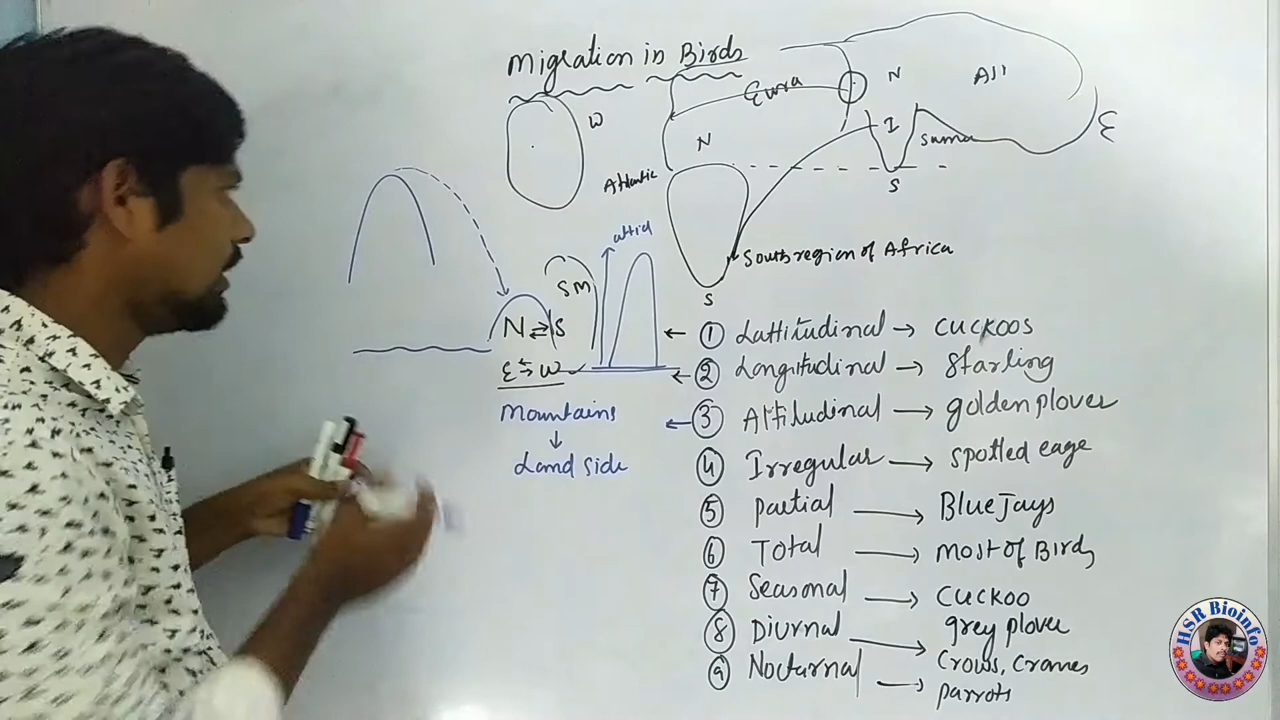 Migration in Birds
W
Eura
N
All
E
N
I
Suma
Atlantic
S
South region of Africa
S
SM
N ⇄ S
E ⇄ W
Mountains
↓
Land side
① Lattitudinal → cuckoos
② Longitudinal → Starling
③ Altitudinal → golden plover
④ Irregular → spotted eage
⑤ Partial → Blue Jays
⑥ Total → most of Birds
⑦ Seasonal → cuckoo
⑧ Diurnal → grey plover
⑨ Noctarnal → Crows, Cranes
parrots
HSR Bioinfo